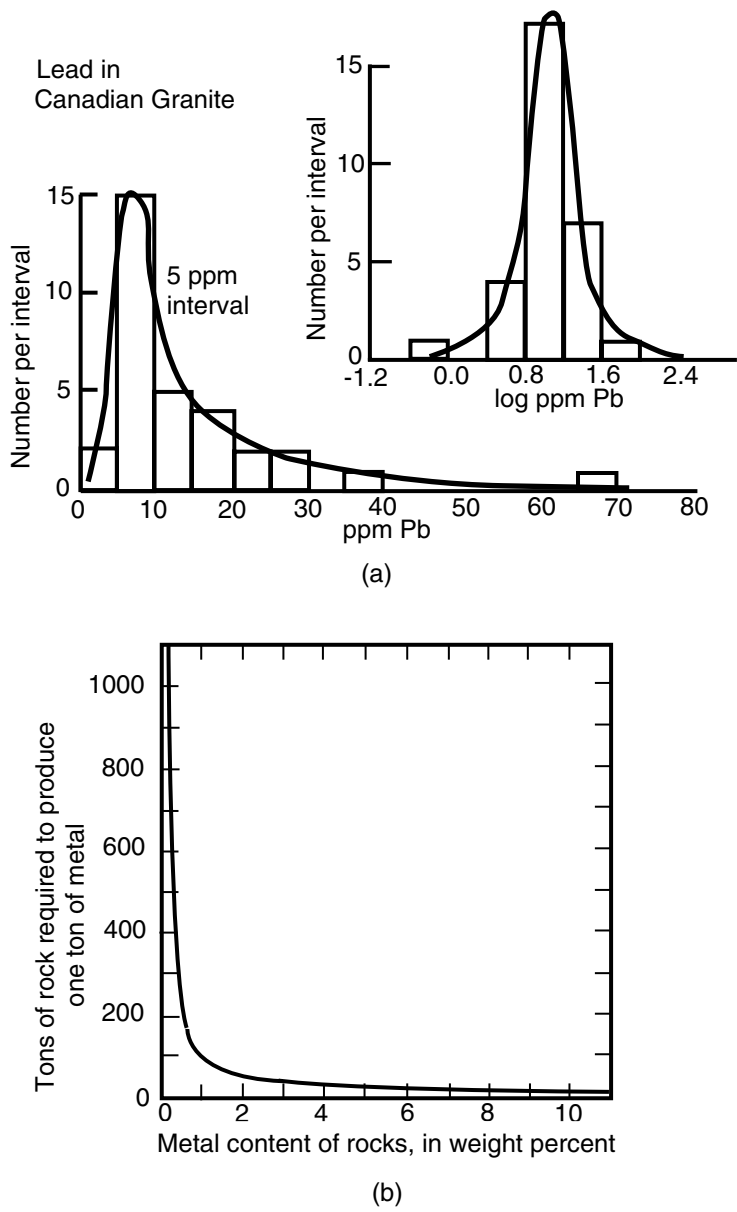 Lead in
Canadian Granite
Number per interval
15
10
5
0
5 ppm
interval
0 10 20 30 40 50 60 70 80
ppm Pb
Number per interval
15
10
5
0
-1.2 0.0 0.8 1.6 2.4
log ppm Pb
(a)
Tons of rock required to produce
one ton of metal
1000
800
600
400
200
0
0 2 4 6 8 10
Metal content of rocks, in weight percent
(b)